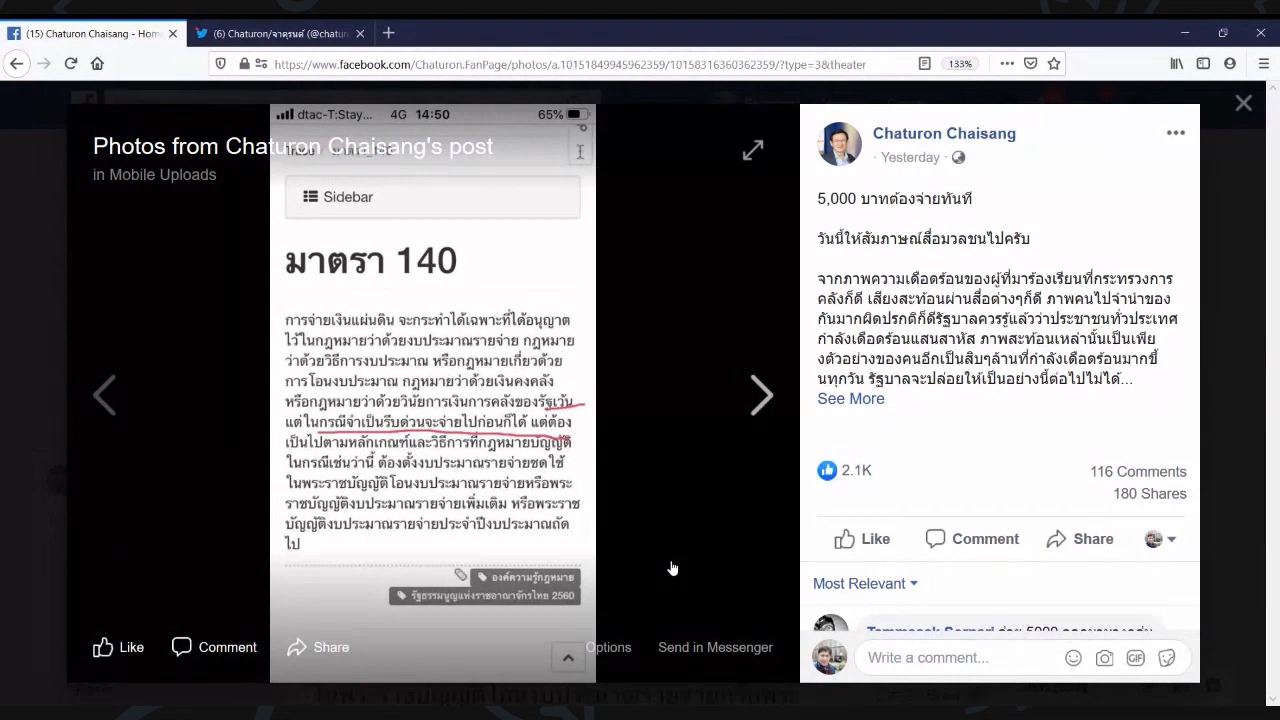 (15) Chaturon Chaisang - Hom
(6) Chaturon/จาตุรนต์ (@chatur
https://www.facebook.com/Chaturon.FanPage/photos/a.10151849945962359/10158316360362359/?type=3&theater
133%
dtac-T:Stay... 4G 14:50 65%
Photos from Chaturon Chaisang's post
in Mobile Uploads
Sidebar
มาตรา 140
การจ่ายเงินแผ่นดิน จะกระทำได้เฉพาะที่ได้อนุญาต
ไว้ในกฎหมายว่าด้วยงบประมาณรายจ่าย กฎหมาย
ว่าด้วยวิธีการงบประมาณ หรือกฎหมายเกี่ยวด้วย
การโอนงบประมาณ กฎหมายว่าด้วยเงินคงคลัง
หรือกฎหมายว่าด้วยวินัยการเงินการคลังของรัฐเว้น
แต่ในกรณีจำเป็นรีบด่วนจะจ่ายไปก่อนก็ได้ แต่ต้อง
เป็นไปตามหลักเกณฑ์และวิธีการที่กฎหมายบัญญัติ
ในกรณีเช่นว่านี้ ต้องตั้งงบประมาณรายจ่ายชดใช้
ในพระราชบัญญัติโอนงบประมาณรายจ่ายหรือพระ
ราชบัญญัติงบประมาณรายจ่ายเพิ่มเติม หรือพระราช
บัญญัติงบประมาณรายจ่ายประจำปีงบประมาณถัด
ไป
องค์ความรู้กฎหมาย
รัฐธรรมนูญแห่งราชอาณาจักรไทย 2560
Like Comment Share Options Send in Messenger
Chaturon Chaisang
· Yesterday ·
5,000 บาทต้องจ่ายทันที
วันนี้ให้สัมภาษณ์สื่อมวลชนไปครับ
จากภาพความเดือดร้อนของผู้ที่มาร้องเรียนที่กระทรวงการ
คลังก็ดี เสียงสะท้อนผ่านสื่อต่างๆก็ดี ภาพคนไปจำนำของ
กันมากผิดปรกติก็ดีรัฐบาลควรรู้แล้วว่าประชาชนทั่วประเทศ
กำลังเดือดร้อนแสนสาหัส ภาพสะท้อนเหล่านั้นเป็นเพีย
งตัวอย่างของคนอีกเป็นสิบๆล้านที่กำลังเดือดร้อนมากขึ้
นทุกวัน รัฐบาลจะปล่อยให้เป็นอย่างนี้ต่อไปไม่ได้...
See More
2.1K
116 Comments
180 Shares
Like Comment Share
Most Relevant
Write a comment...
GIF